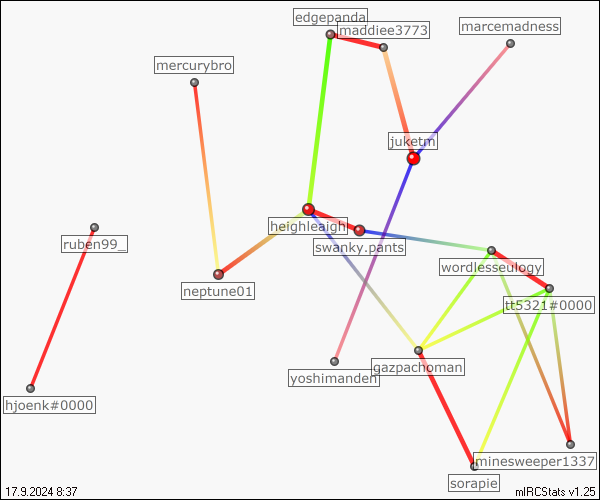 edgepanda
maddiee3773
marcemadness
mercurybro
juketm
heighleaigh
ruben99_
swanky.pants
wordlesseulogy
neptune01
tt5321#0000
gazpachoman
yoshimanden
hjoenk#0000
minesweeper1337
sorapie
17.9.2024 8:37
mIRCStats v1.25